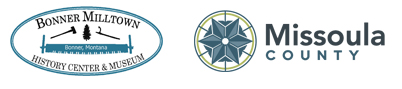 BONNER MILLTOWN
Bonner, Montana
HISTORY CENTER & MUSEUM
Missoula
COUNTY